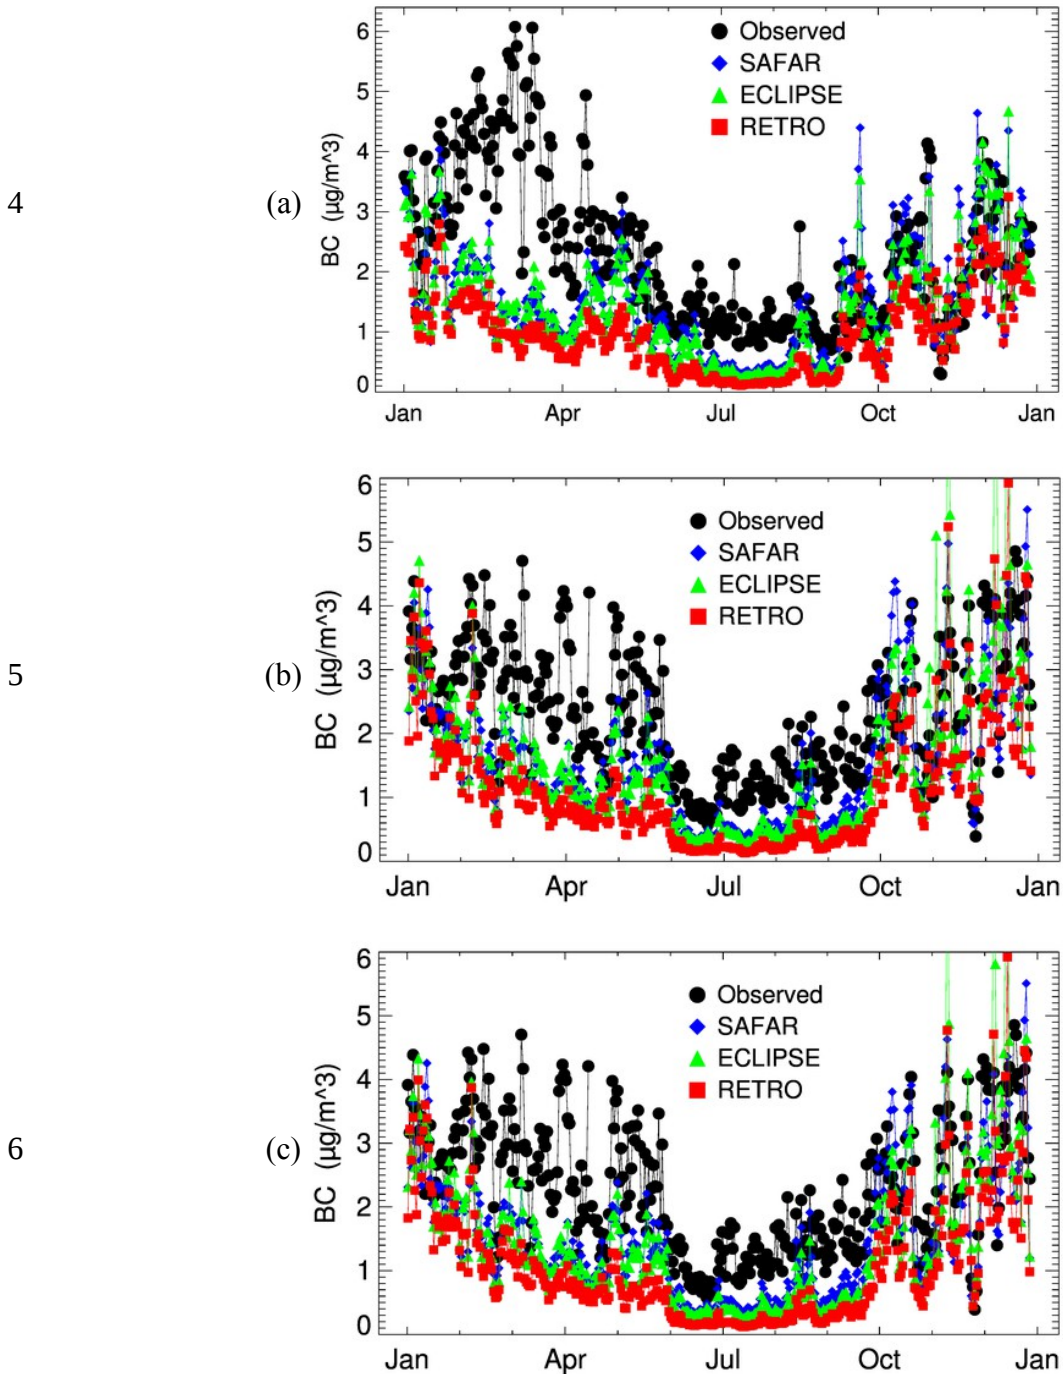 6
Observed
SAFAR
5
ECLIPSE
RETRO
4
4 (a) BC (µg/m^3)
3
2
1
0
Jan Apr Jul Oct Jan
6
Observed
5
SAFAR
ECLIPSE
4
RETRO
5 (b) BC (µg/m^3)
3
2
1
0
Jan Apr Jul Oct Jan
6
Observed
5
SAFAR
ECLIPSE
4
RETRO
6 (c) BC (µg/m^3)
3
2
1
0
Jan Apr Jul Oct Jan